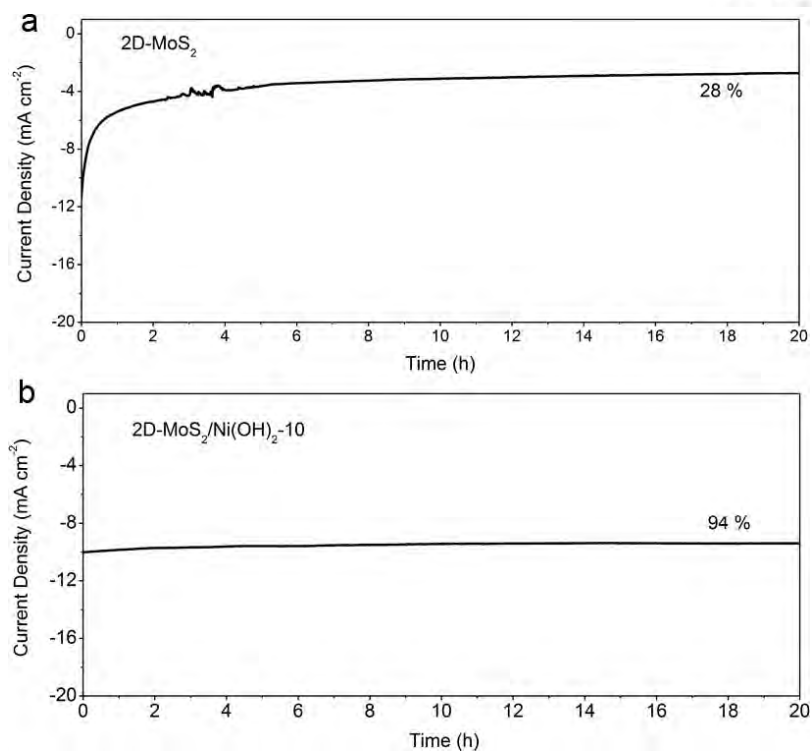 a
0
-4
-8
-12
-16
-20
Current Density (mA cm⁻²)
2D-MoS₂
28 %
0 2 4 6 8 10 12 14 16 18 20
Time (h)
b
0
-4
-8
-12
-16
-20
Current Density (mA cm⁻²)
2D-MoS₂/Ni(OH)₂-10
94 %
0 2 4 6 8 10 12 14 16 18 20
Time (h)